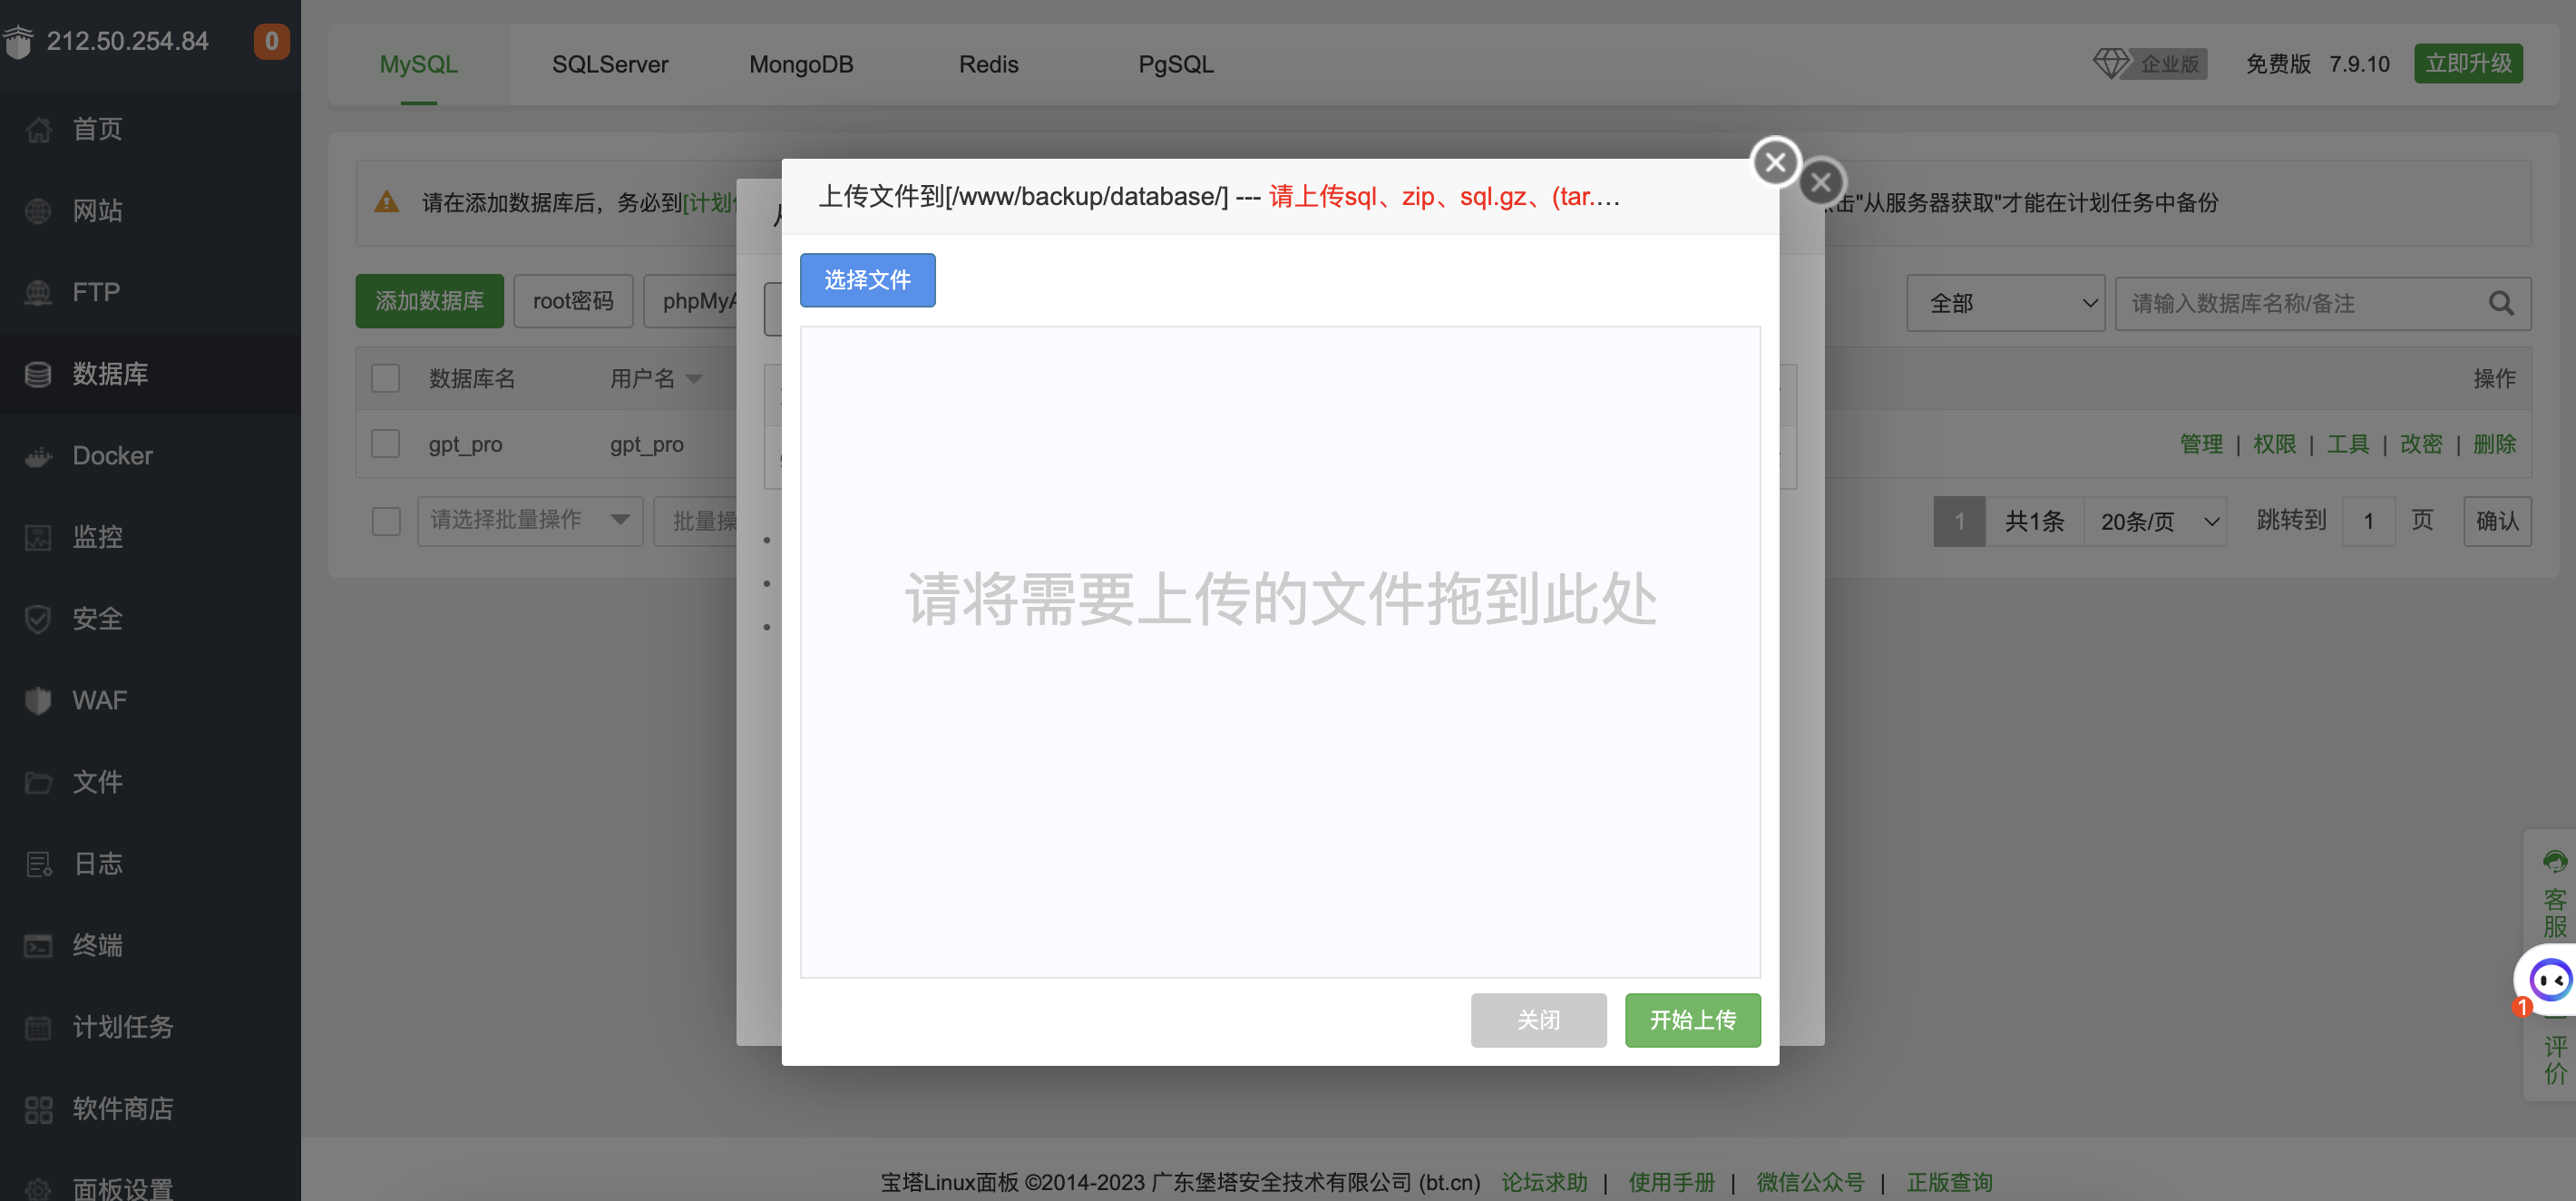 212.50.254.84
0
首页
网站
FTP
数据库
Docker
监控
安全
WAF
文件
日志
终端
计划任务
软件商店
面板设置
MySQL
SQLServer
MongoDB
Redis
PgSQL
企业版
免费版 7.9.10
立即升级
请在添加数据库后，务必到[计划
击"从服务器获取"才能在计划任务中备份
添加数据库
root密码
phpMyA
全部
请输入数据库名称/备注
数据库名
用户名
操作
gpt_pro
gpt_pro
管理 | 权限 | 工具 | 改密 | 删除
请选择批量操作
批量操
1
共1条
20条/页
跳转到
1
页
确认
上传文件到[/www/backup/database/] --- 请上传sql、zip、sql.gz、(tar....
选择文件
请将需要上传的文件拖到此处
关闭
开始上传
客服
1
评价
宝塔Linux面板 ©2014-2023 广东堡塔安全技术有限公司 (bt.cn) 论坛求助 | 使用手册 | 微信公众号 | 正版查询